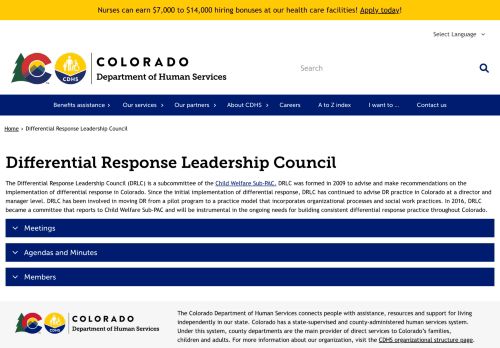 Nurses can earn $7,000 to $14,000 hiring bonuses at our health care facilities! Apply today!
Select Language
CDHS
COLORADO
Department of Human Services
Search
Benefits assistance
Our services
Our partners
About CDHS
Careers
A to Z index
I want to ...
Contact us
Home › Differential Response Leadership Council
Differential Response Leadership Council
The Differential Response Leadership Council (DRLC) is a subcommittee of the Child Welfare Sub-PAC. DRLC was formed in 2009 to advise and make recommendations on the
implementation of differential response in Colorado. Since the initial implementation of differential response, DRLC has continued to advise DR practice in Colorado at a director and
manager level. DRLC has been involved in moving DR from a pilot program to a practice model that incorporates organizational processes and social work practices. In 2016, DRLC
became a committee that reports to Child Welfare Sub-PAC and will be instrumental in the ongoing needs for building consistent differential response practice throughout Colorado.
Meetings
Agendas and Minutes
Members
CDHS
COLORADO
Department of Human Services
The Colorado Department of Human Services connects people with assistance, resources and support for living
independently in our state. Colorado has a state-supervised and county-administered human services system.
Under this system, county departments are the main provider of direct services to Colorado's families,
children and adults. For more information about our organization, visit the CDHS organizational structure page.